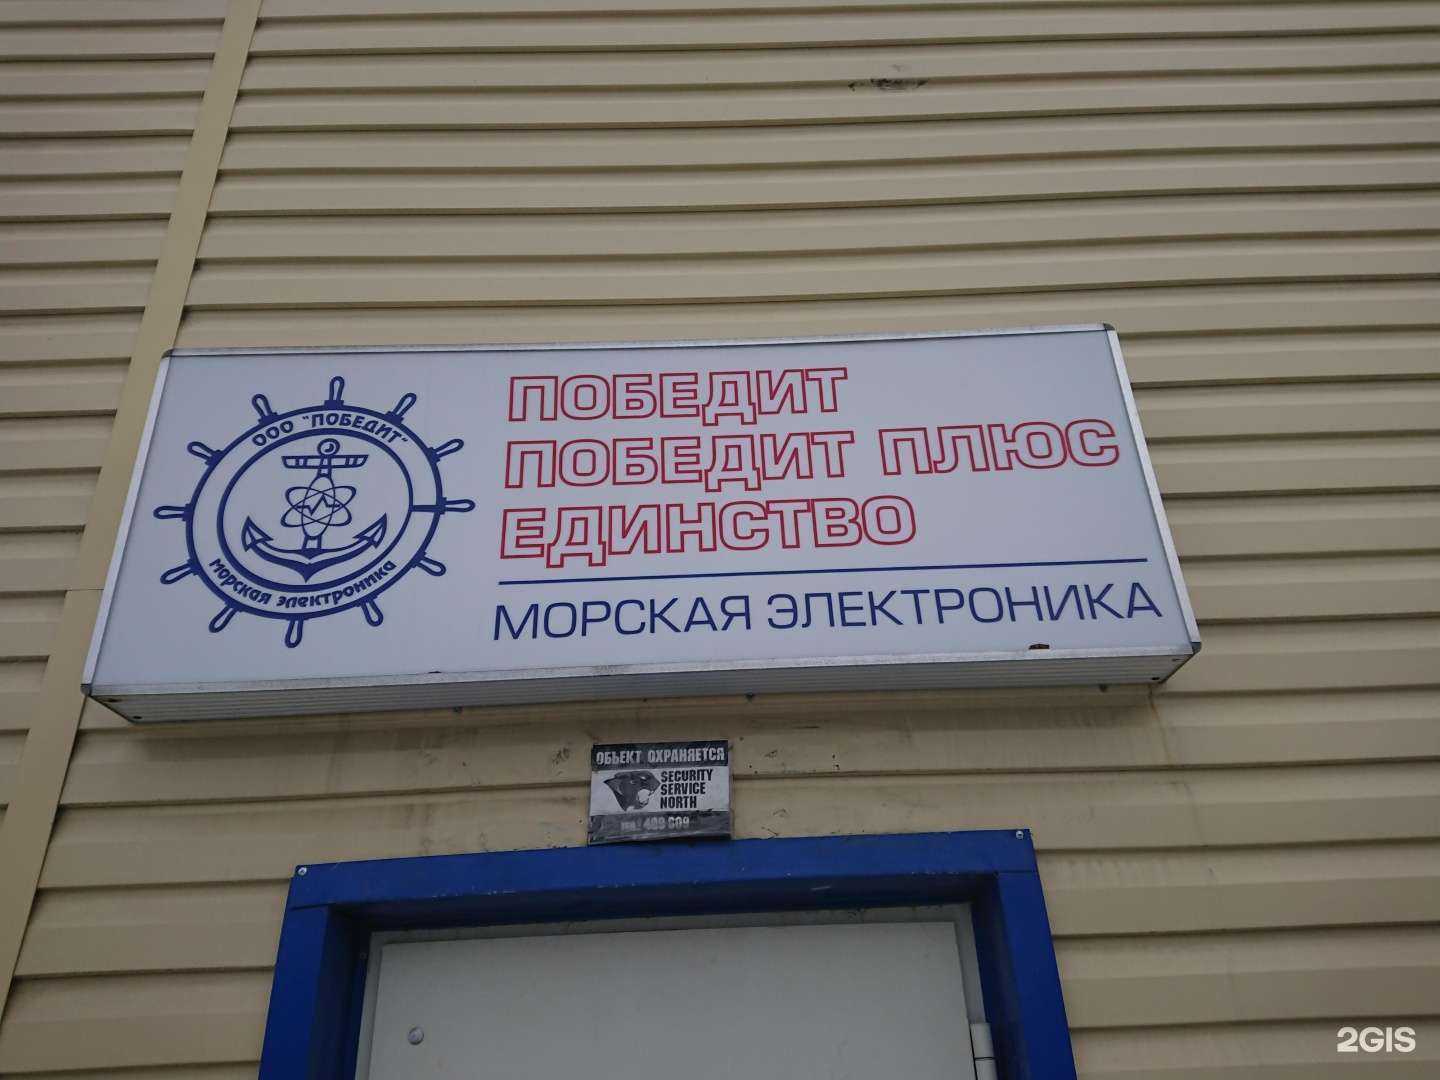 ООО "ПОБЕДИТ"
МОРСКАЯ ЭЛЕКТРОНИКА
ПОБЕДИТ
ПОБЕДИТ ПЛЮС
ЕДИНСТВО
МОРСКАЯ ЭЛЕКТРОНИКА
ОБЪЕКТ ОХРАНЯЕТСЯ
SECURITY
SERVICE
NORTH
2GIS